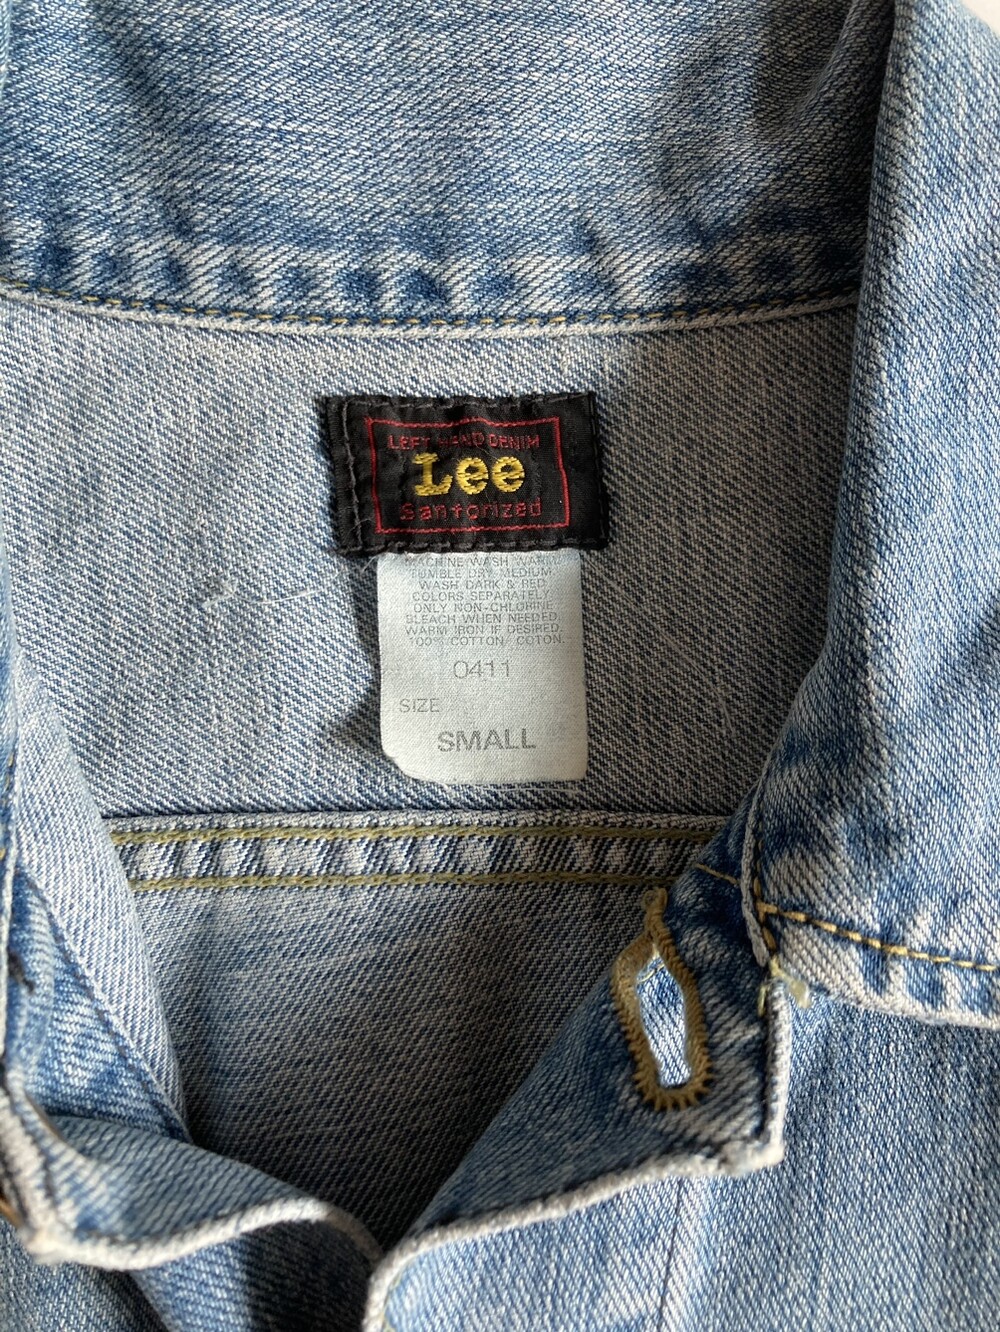 LEFT HAND DENIM
Lee
Sanforized
MACHINE WASH WARM
TUMBLE DRY MEDIUM
WASH DARK & RED
COLORS SEPARATELY.
ONLY NON-CHLORINE
BLEACH WHEN NEEDED.
WARM IRON IF DESIRED.
100% COTTON/COTON.
0411
SIZE
SMALL